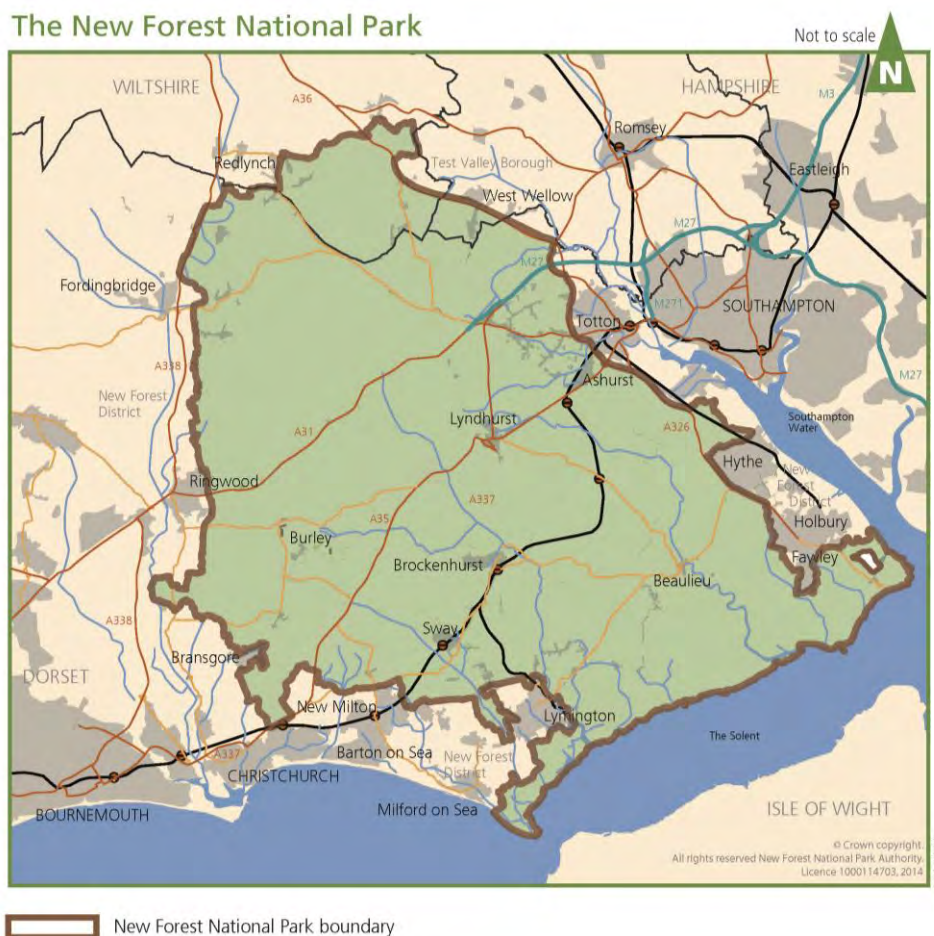 The New Forest National Park
Not to scale
N
WILTSHIRE
HAMPSHIRE
A36
M3
Romsey
Redlynch
Test Valley Borough
Eastleigh
West Wellow
M27
M27
Fordingbridge
M271
SOUTHAMPTON
Totton
A338
Ashurst
M27
New Forest
District
Lyndhurst
Southampton
Water
A31
A326
Hythe
Ringwood
A337
New
Forest
District
A35
Holbury
Burley
Brockenhurst
Fawley
Beaulieu
A338
Sway
Bransgore
DORSET
New Milton
Lymington
The Solent
A337
Barton on Sea
New Forest
District
CHRISTCHURCH
BOURNEMOUTH
Milford on Sea
ISLE OF WIGHT
© Crown copyright.
All rights reserved New Forest National Park Authority.
Licence 1000114703, 2014
New Forest National Park boundary